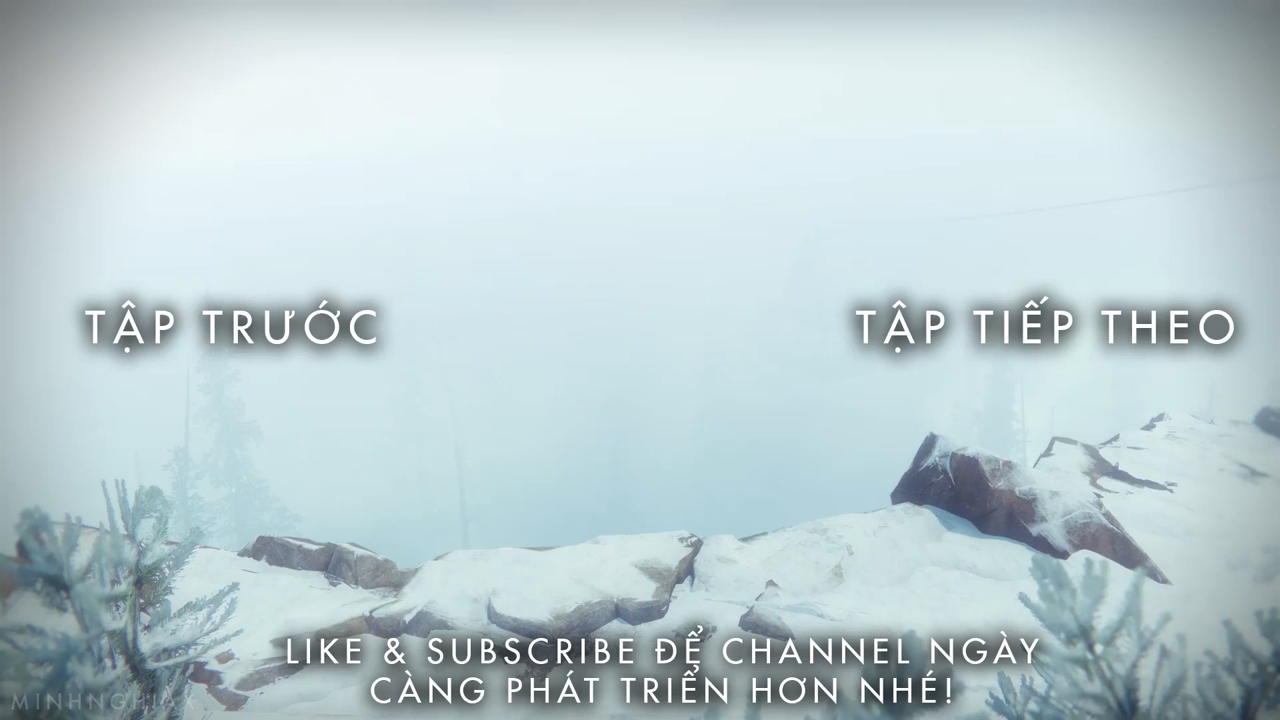 TẬP TRƯỚC
TẬP TIẾP THEO
LIKE & SUBSCRIBE ĐỂ CHANNEL NGÀY
CÀNG PHÁT TRIỂN HƠN NHÉ!
MINHNGHIAX